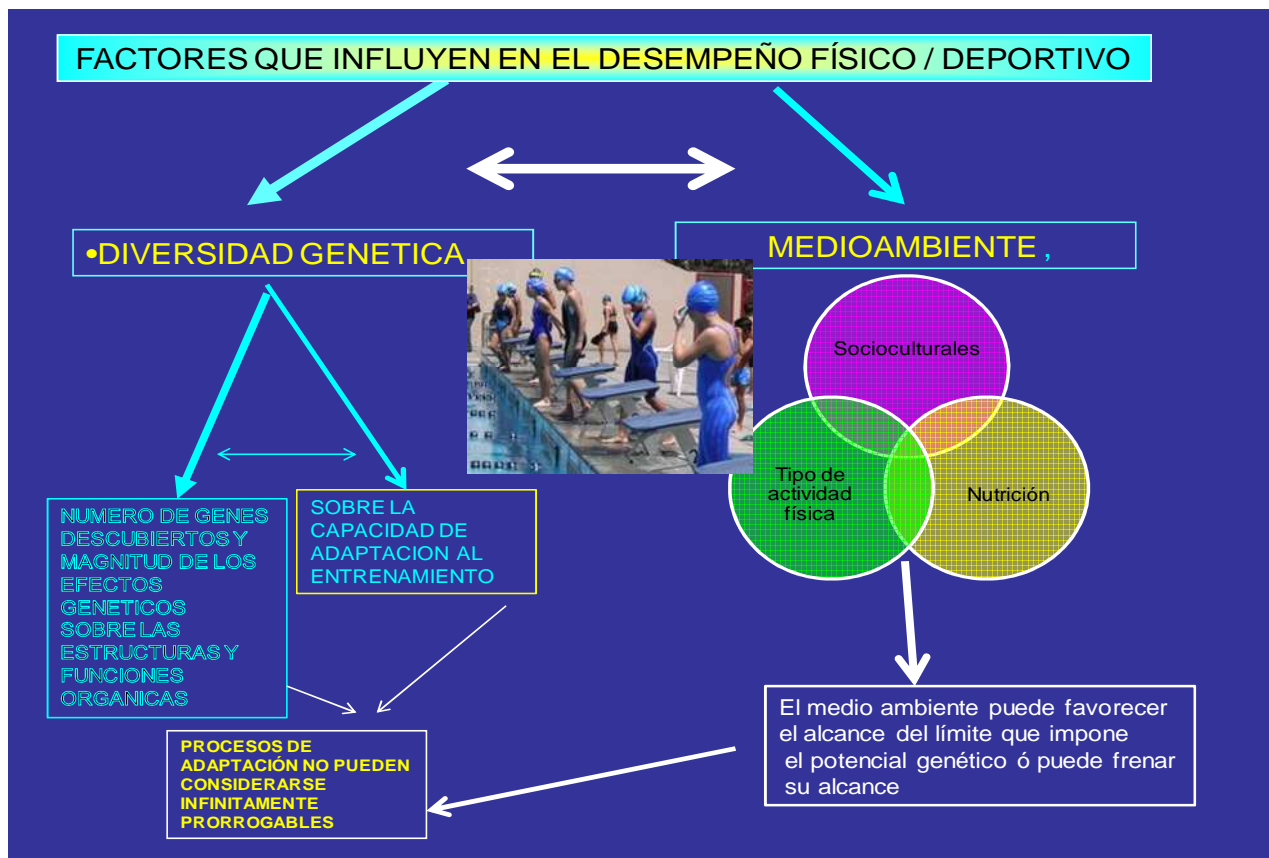 FACTORES QUE INFLUYEN EN EL DESEMPEÑO FÍSICO / DEPORTIVO
•DIVERSIDAD GENETICA
MEDIOAMBIENTE ,
Socioculturales
Tipo de
actividad
física
Nutrición
NUMERO DE GENES
DESCUBIERTOS Y
MAGNITUD DE LOS
EFECTOS
GENETICOS
SOBRE LAS
ESTRUCTURAS Y
FUNCIONES
ORGANICAS
SOBRE LA
CAPACIDAD DE
ADAPTACION AL
ENTRENAMIENTO
PROCESOS DE
ADAPTACIÓN NO PUEDEN
CONSIDERARSE
INFINITAMENTE
PRORROGABLES
El medio ambiente puede favorecer
el alcance del límite que impone
el potencial genético ó puede frenar
su alcance